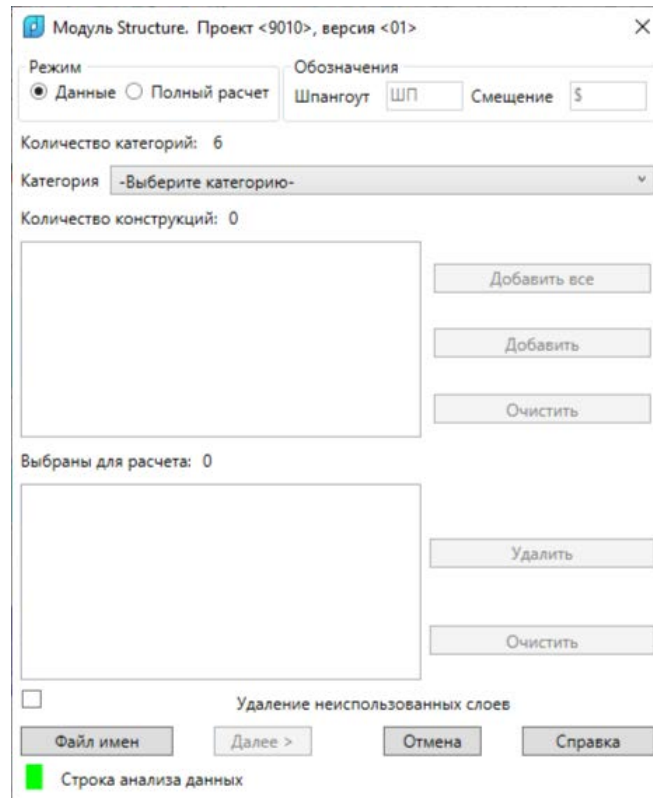 Модуль Structure. Проект <9010>, версия <01>
Режим
Обозначения
Данные Полный расчет
Шпангоут ШП Смещение $
Количество категорий: 6
Категория -Выберите категорию-
Количество конструкций: 0
Добавить все
Добавить
Очистить
Выбраны для расчета: 0
Удалить
Очистить
Удаление неиспользованных слоев
Файл имен Далее > Отмена Справка
Строка анализа данных